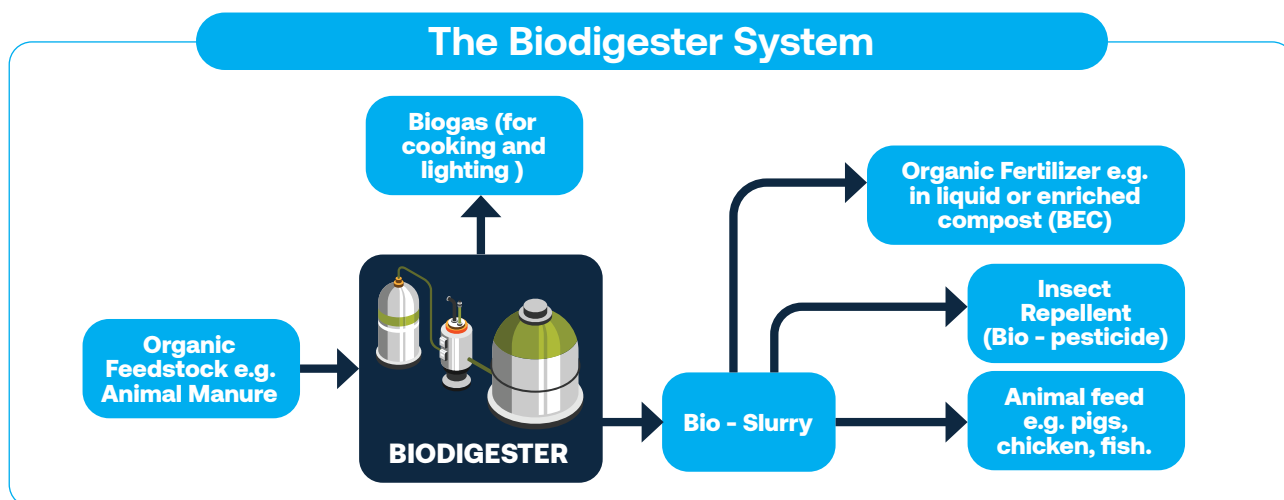 The Biodigester System
Biogas (for
cooking and
lighting )
Organic Fertilizer e.g.
in liquid or enriched
compost (BEC)
Insect
Repellent
(Bio - pesticide)
Organic
Feedstock e.g.
Animal Manure
BIODIGESTER
Bio - Slurry
Animal feed
e.g. pigs,
chicken, fish.